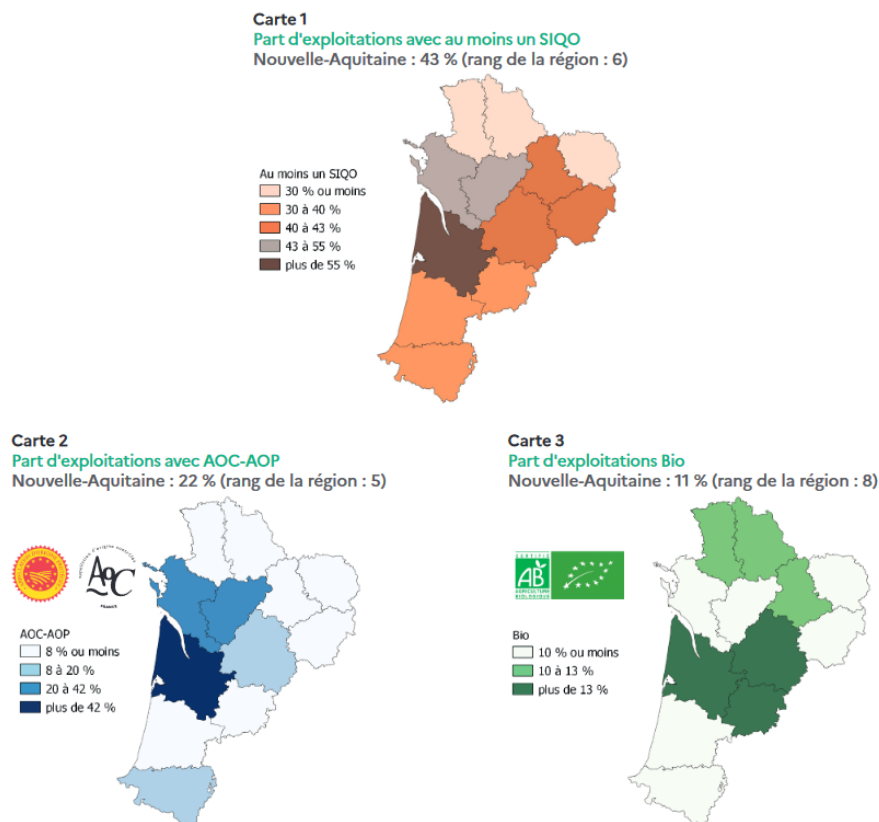 Carte 1
Part d'exploitations avec au moins un SIQO
Nouvelle-Aquitaine : 43 % (rang de la région : 6)
Au moins un SIQO
30 % ou moins
30 à 40 %
40 à 43 %
43 à 55 %
plus de 55 %
Carte 2
Part d'exploitations avec AOC-AOP
Nouvelle-Aquitaine : 22 % (rang de la région : 5)
AOC
AOC-AOP
8 % ou moins
8 à 20 %
20 à 42 %
plus de 42 %
Carte 3
Part d'exploitations Bio
Nouvelle-Aquitaine : 11 % (rang de la région : 8)
CERTIFIÉ
AB
AGRICULTURE
BIOLOGIQUE
Bio
10 % ou moins
10 à 13 %
plus de 13 %